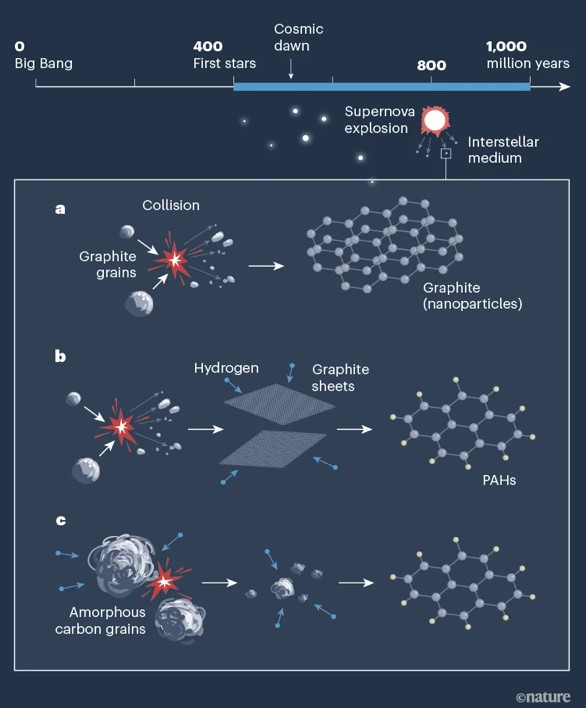 0
Big Bang
400
First stars
Cosmic
dawn
800
1,000
million years
Supernova
explosion
Interstellar
medium
a
Collision
Graphite
grains
Graphite
(nanoparticles)
b
Hydrogen
Graphite
sheets
PAHs
c
Amorphous
carbon grains
©nature